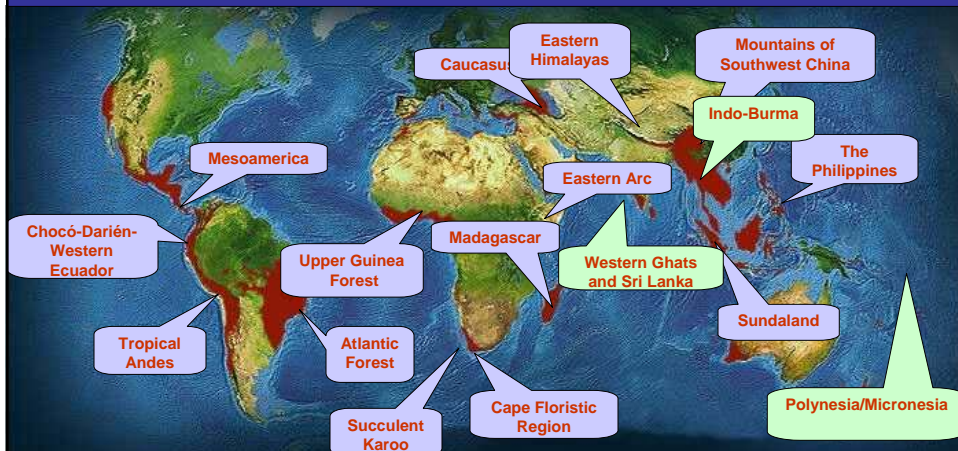 Caucasus
Eastern
Himalayas
Mountains of
Southwest China
Indo-Burma
Mesoamerica
The
Philippines
Eastern Arc
Chocó-Darién-
Western
Ecuador
Upper Guinea
Forest
Madagascar
Western Ghats
and Sri Lanka
Sundaland
Tropical
Andes
Atlantic
Forest
Succulent
Karoo
Cape Floristic
Region
Polynesia/Micronesia